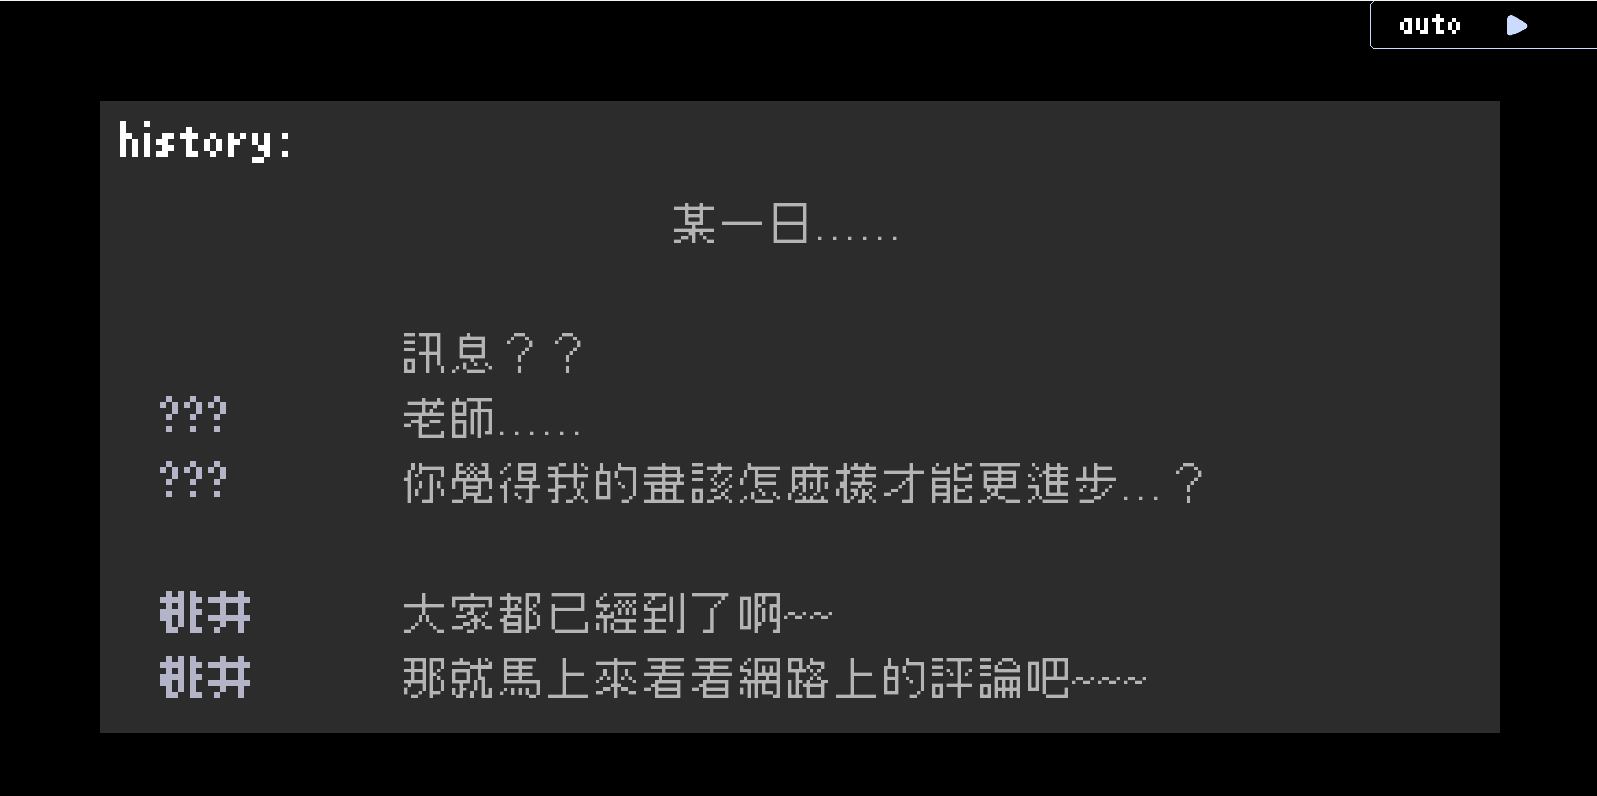 auto
history:
某一日......
訊息？？
??? 老師......
??? 你覺得我的畫該怎麼樣才能更進步...？
桃井 大家都已經到了啊~~
桃井 那就馬上來看看網路上的評論吧~~~